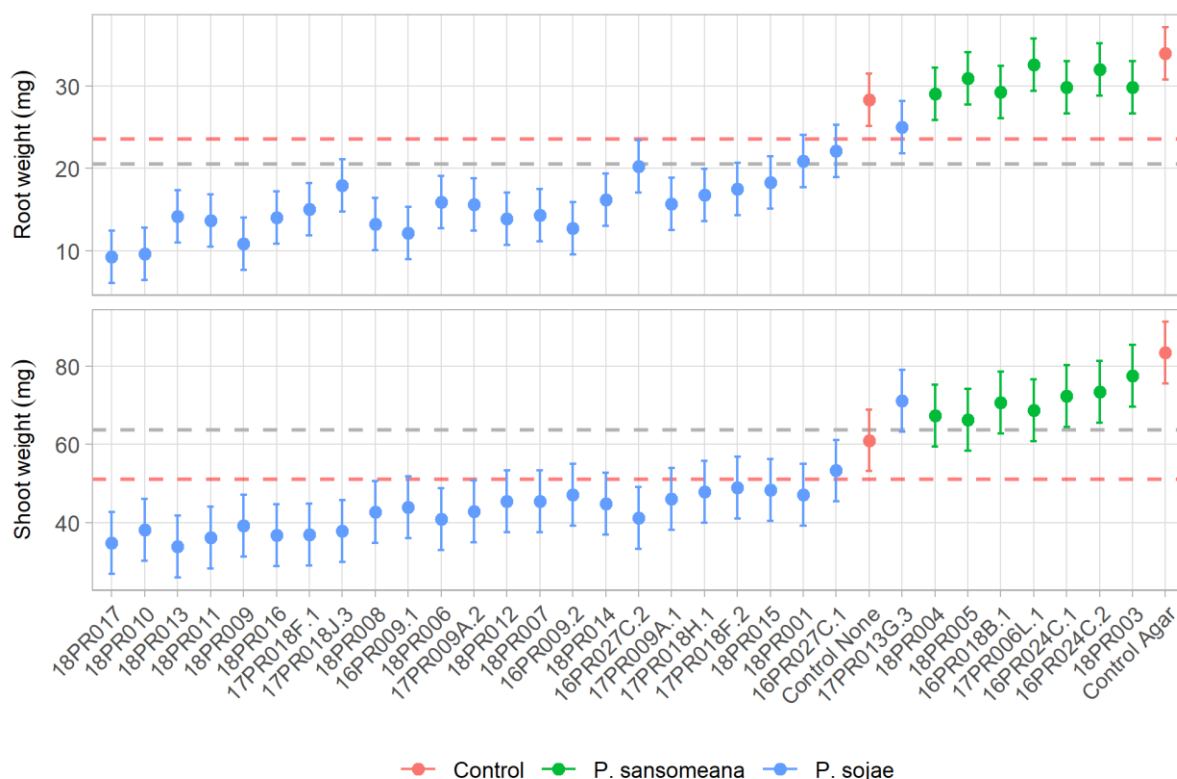 Root weight (mg)
30
20
10
Shoot weight (mg)
80
60
40
18PR017
18PR010
18PR013
18PR011
18PR009
18PR016
17PR018F.1
17PR018J.3
18PR008
16PR009.1
18PR006
17PR009A.2
18PR012
18PR007
16PR009.2
18PR014
16PR027C.2
17PR009A.1
17PR018H.1
17PR018F.2
18PR015
18PR001
16PR027C.1
Control None
17PR013G.3
18PR004
18PR005
16PR018B.1
17PR006L.1
16PR024C.1
16PR024C.2
18PR003
Control Agar
Control P. sansomeana P. sojae